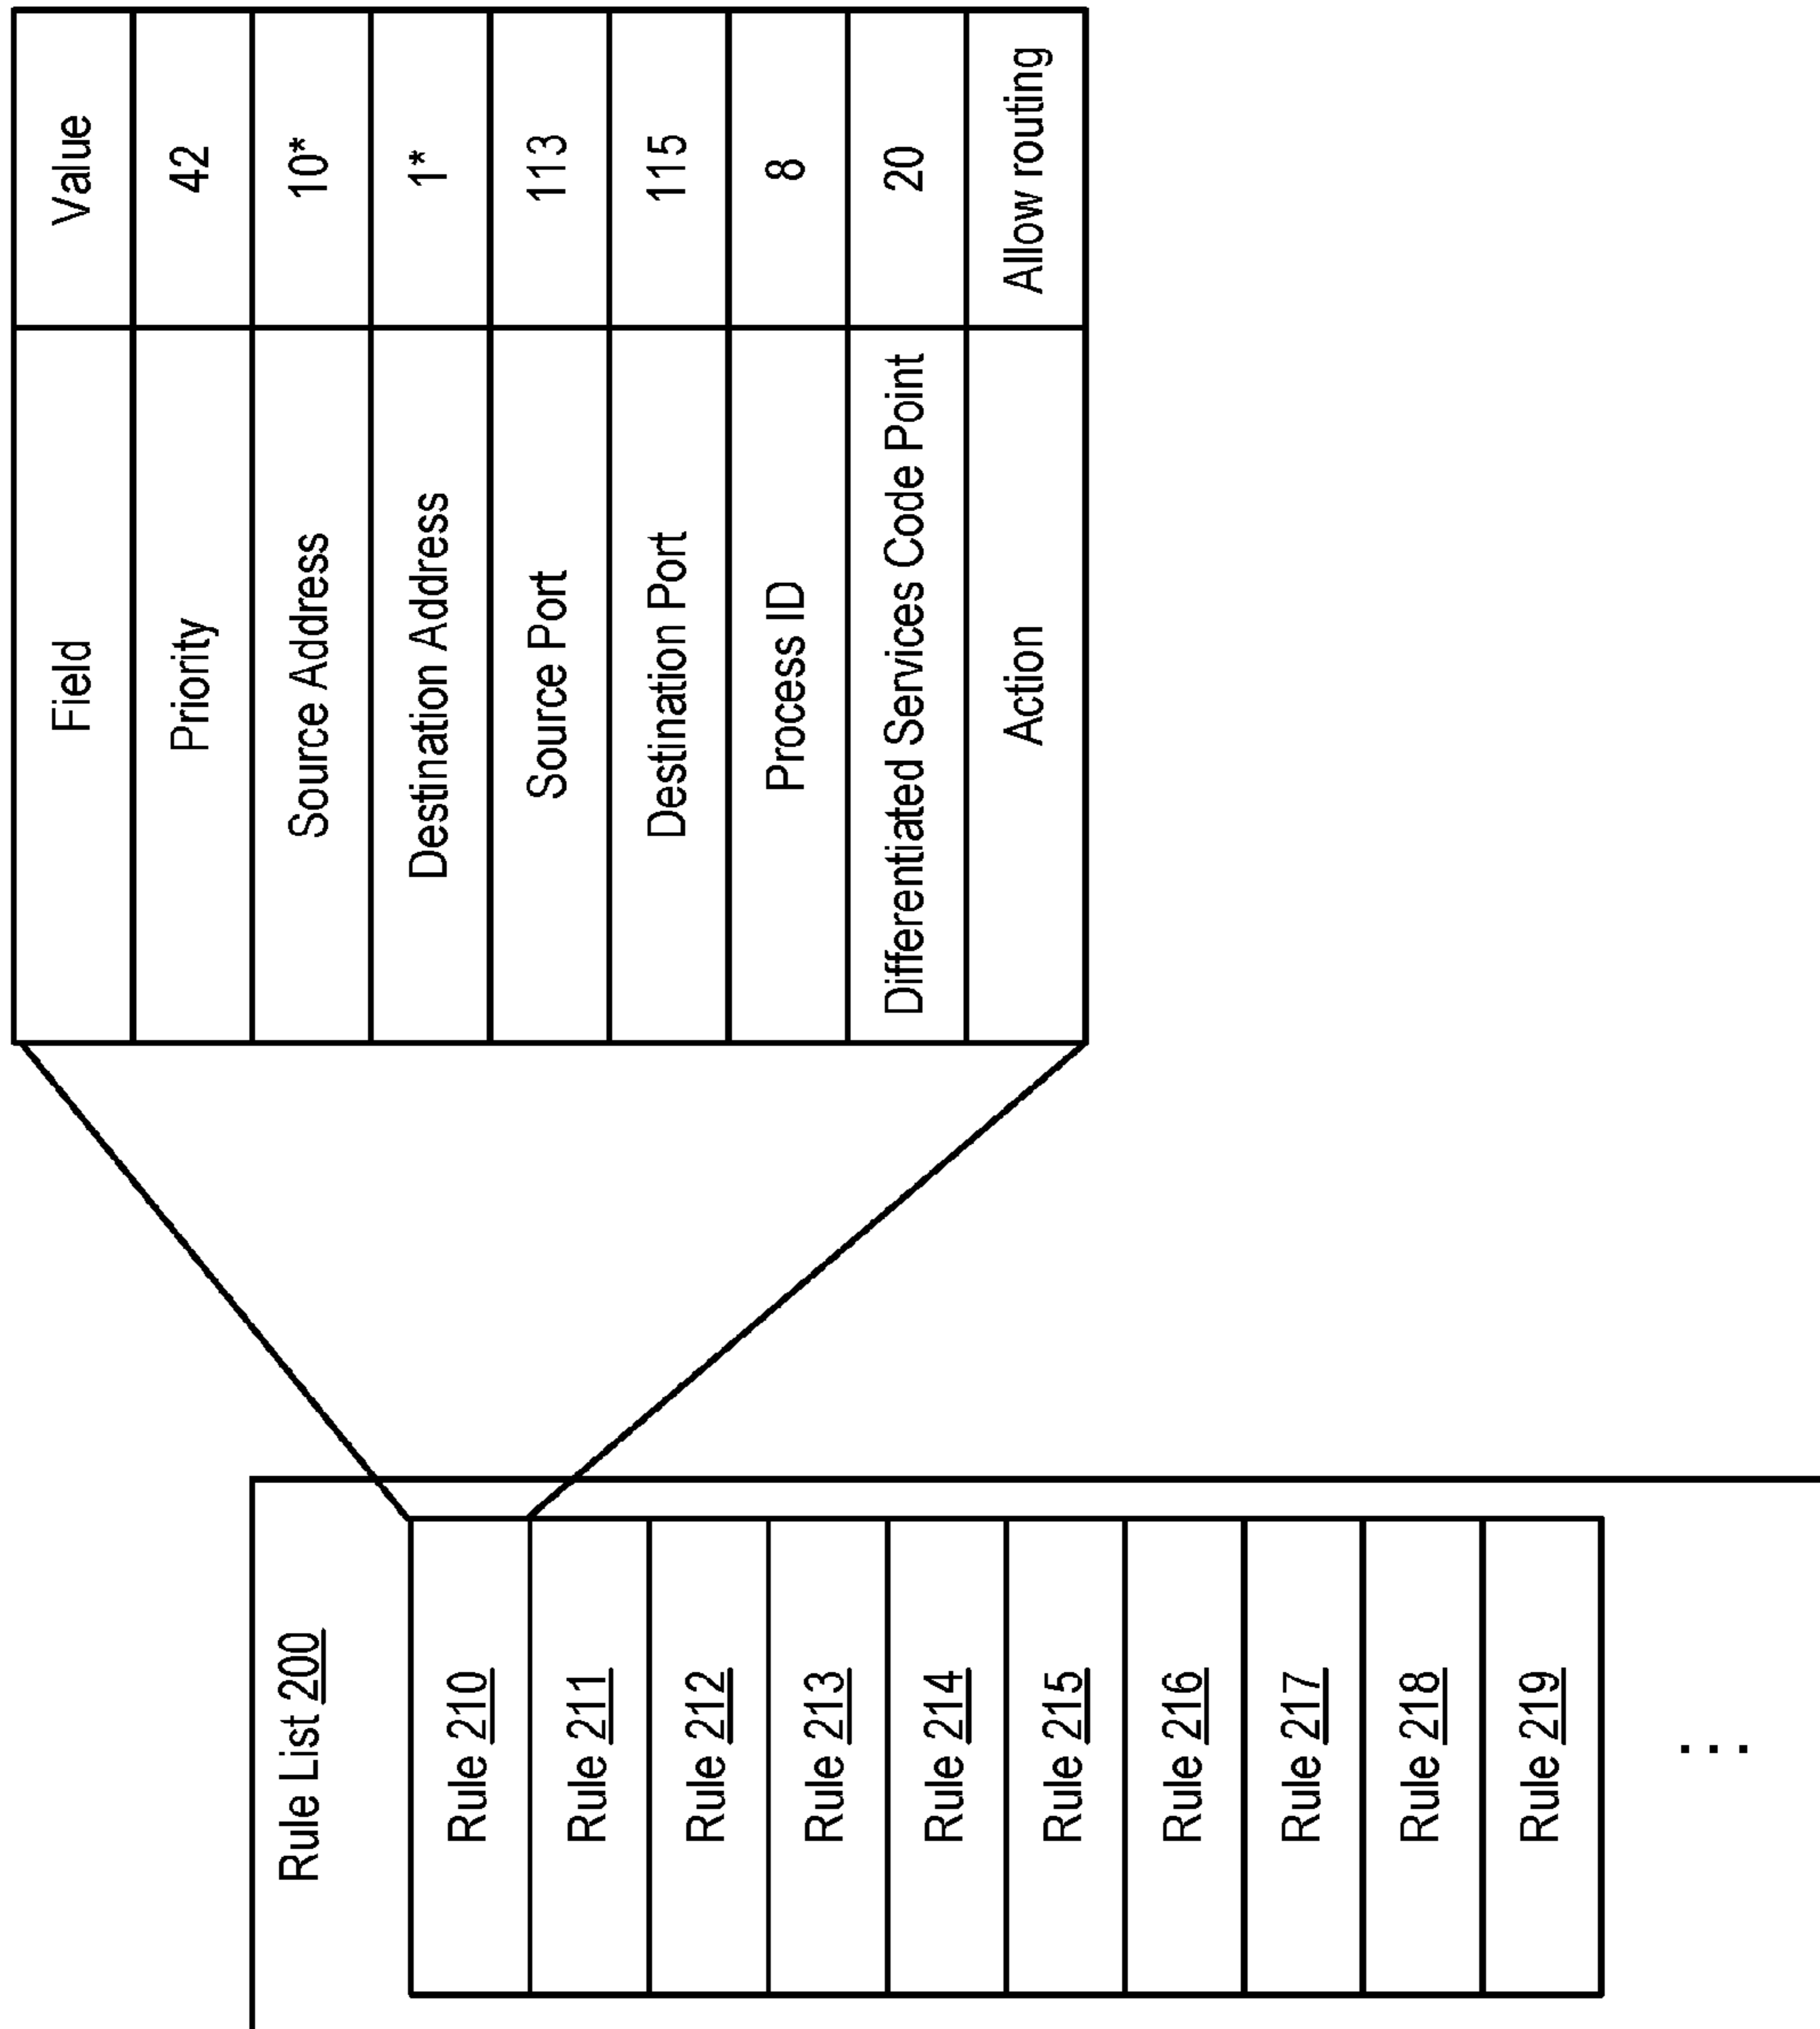 Rule List 200
Rule 210
Rule 211
Rule 212
Rule 213
Rule 214
Rule 215
Rule 216
Rule 217
Rule 218
Rule 219
...
Field Value
Priority 42
Source Address 10*
Destination Address 1*
Source Port 113
Destination Port 115
Process ID 8
Differentiated Services Code Point 20
Action Allow routing